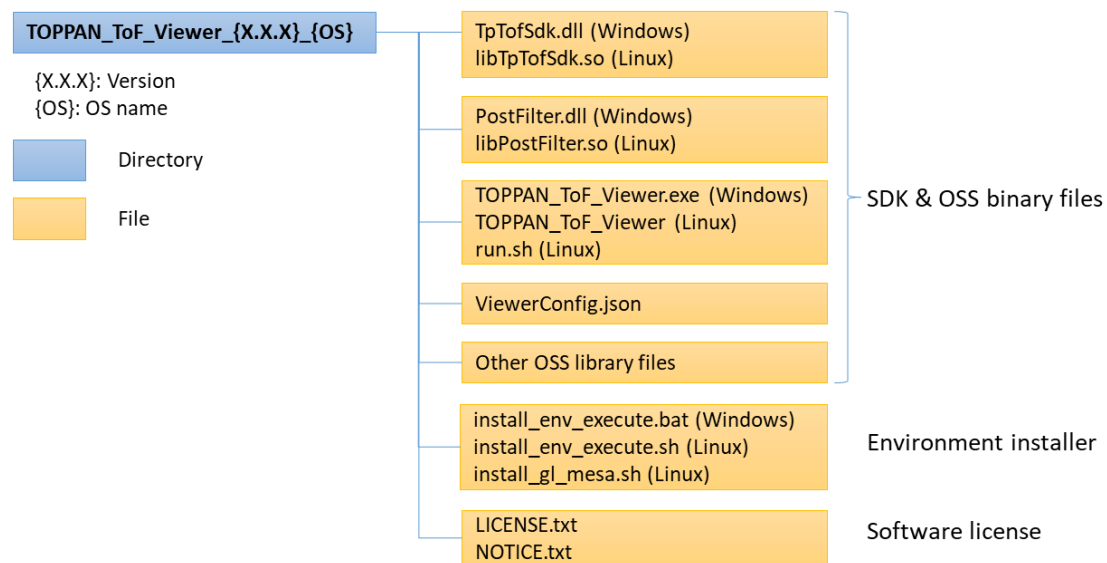 TOPPAN_ToF_Viewer_{X.X.X}_{OS}
{X.X.X}: Version
{OS}: OS name
Directory
File
TpTofSdk.dll (Windows)
libTpTofSdk.so (Linux)
PostFilter.dll (Windows)
libPostFilter.so (Linux)
TOPPAN_ToF_Viewer.exe (Windows)
TOPPAN_ToF_Viewer (Linux)
run.sh (Linux)
ViewerConfig.json
Other OSS library files
SDK & OSS binary files
install_env_execute.bat (Windows)
install_env_execute.sh (Linux)
install_gl_mesa.sh (Linux)
Environment installer
LICENSE.txt
NOTICE.txt
Software license